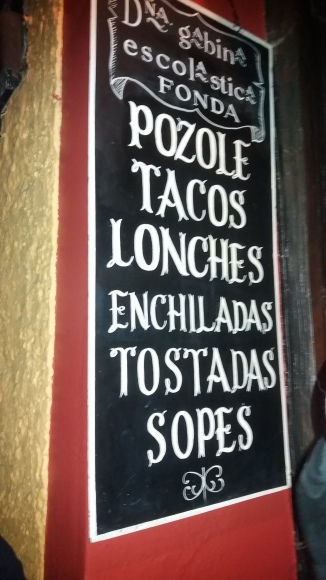 Dña. gabina
escolastica
FONDA
POZOLE
TACOS
LONCHES
ENCHILADAS
TOSTADAS
SOPES